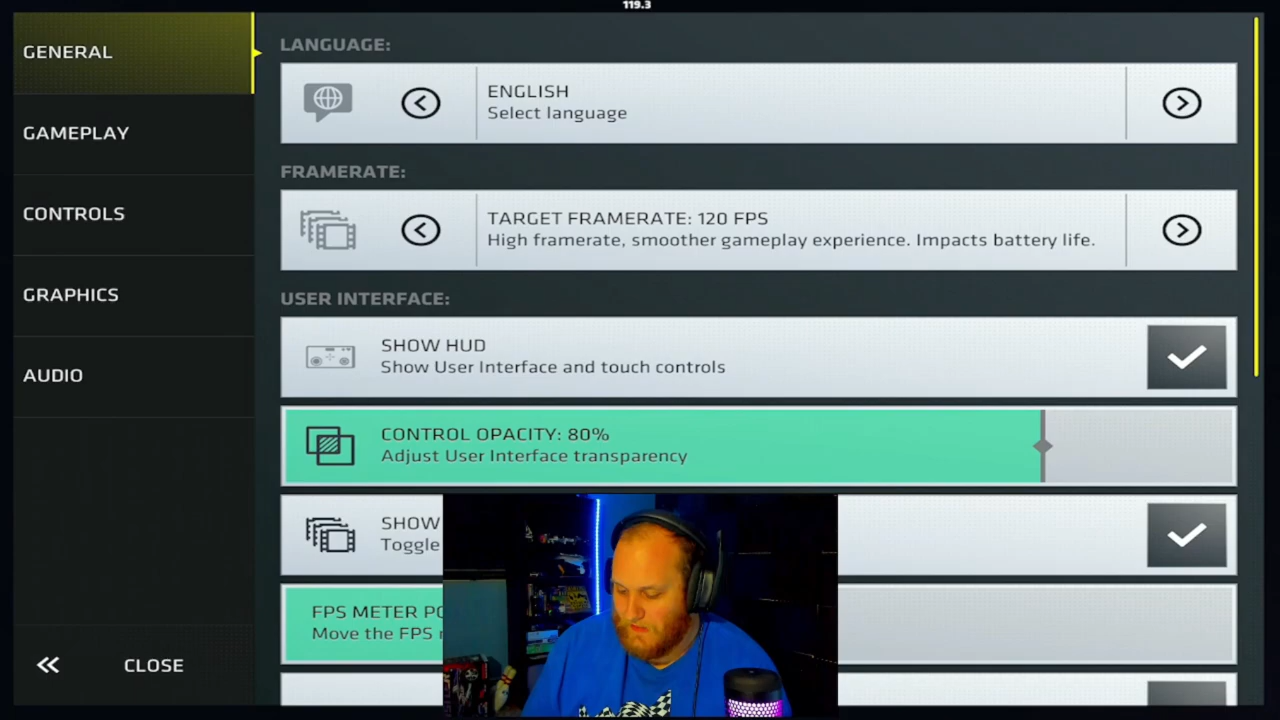 119.3
GENERAL
GAMEPLAY
CONTROLS
GRAPHICS
AUDIO
CLOSE
LANGUAGE:
ENGLISH
Select language
FRAMERATE:
TARGET FRAMERATE: 120 FPS
High framerate, smoother gameplay experience. Impacts battery life.
USER INTERFACE:
SHOW HUD
Show User Interface and touch controls
CONTROL OPACITY: 80%
Adjust User Interface transparency
SHOW
Toggle
FPS METER
Move the FPS